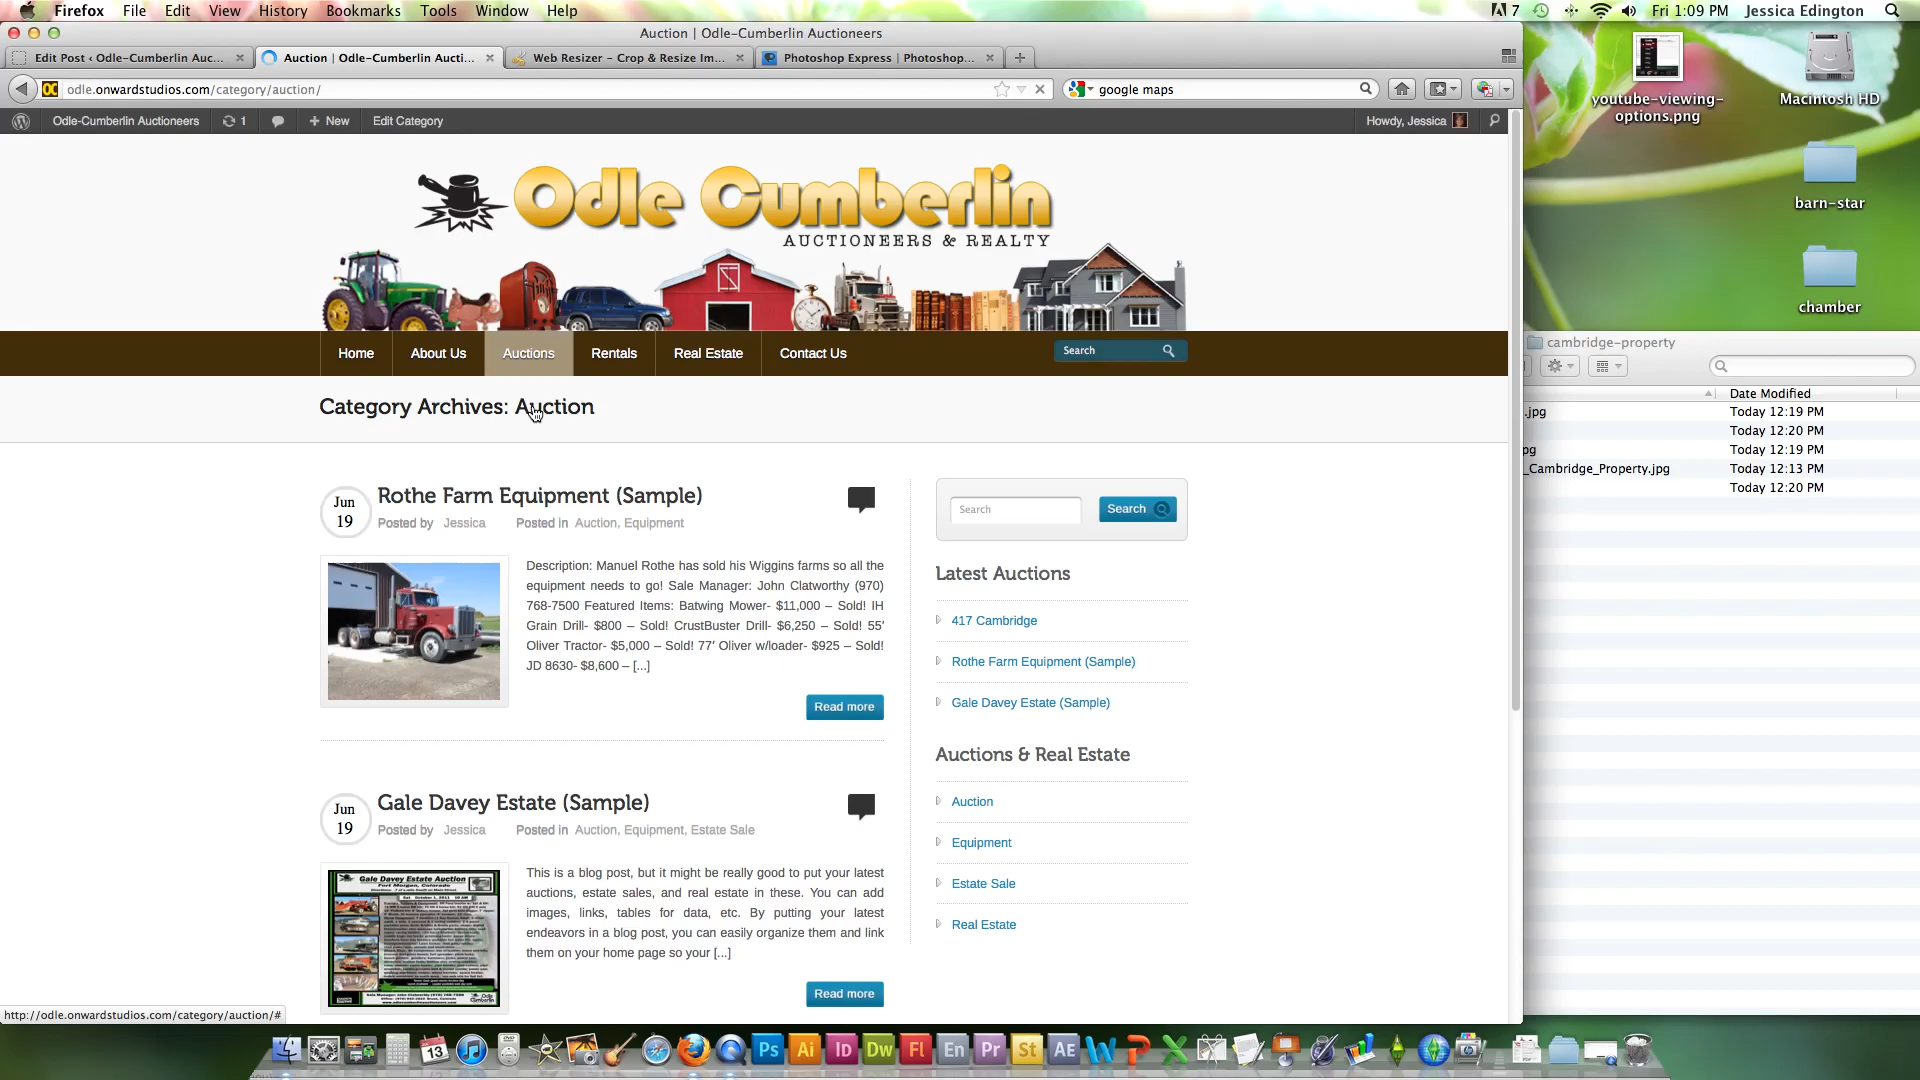 Firefox File Edit View History Bookmarks Tools Window Help 7 Fri 1:09 PM Jessica Edington
Auction | Odle-Cumberlin Auctioneers
Edit Post ‹ Odle-Cumberlin Auc... Auction | Odle-Cumberlin Aucti... Web Resizer – Crop & Resize Im... Photoshop Express | Photoshop...
odle.onwardstudios.com/category/auction/ google maps
Odle-Cumberlin Auctioneers 1 New Edit Category Howdy, Jessica
youtube-viewing-options.png
Macintosh HD
barn-star
chamber
Odle Cumberlin
AUCTIONEERS & REALTY
Home About Us Auctions Rentals Real Estate Contact Us Search
Category Archives: Auction
Jun
19
Rothe Farm Equipment (Sample)
Posted by Jessica Posted in Auction, Equipment
Description: Manuel Rothe has sold his Wiggins farms so all the
equipment needs to go! Sale Manager: John Clatworthy (970)
768-7500 Featured Items: Batwing Mower- $11,000 – Sold! IH
Grain Drill- $800 – Sold! CrustBuster Drill- $6,250 – Sold! 55′
Oliver Tractor- $5,000 – Sold! 77′ Oliver w/loader- $925 – Sold!
JD 8630- $8,600 – [...]
Read more
Jun
19
Gale Davey Estate (Sample)
Posted by Jessica Posted in Auction, Equipment, Estate Sale
Gale Davey Estate Auction
Fort Morgan, Colorado
This is a blog post, but it might be really good to put your latest
auctions, estate sales, and real estate in these. You can add
images, links, tables for data, etc. By putting your latest
endeavors in a blog post, you can easily organize them and link
them on your home page so your [...]
Read more
Search Search
Latest Auctions
417 Cambridge
Rothe Farm Equipment (Sample)
Gale Davey Estate (Sample)
Auctions & Real Estate
Auction
Equipment
Estate Sale
Real Estate
cambridge-property
Date Modified
.jpg Today 12:19 PM
Today 12:20 PM
pg Today 12:19 PM
_Cambridge_Property.jpg Today 12:13 PM
Today 12:20 PM
http://odle.onwardstudios.com/category/auction/#
13 Ps Ai Id Dw Fl En Pr St AE